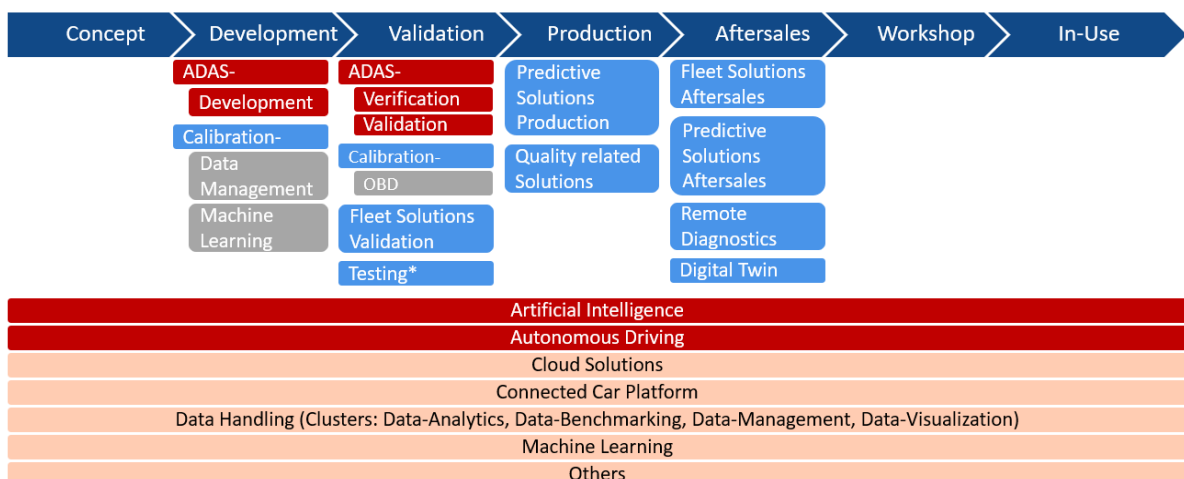 Concept
Development
Validation
Production
Aftersales
Workshop
In-Use
ADAS-
Development
Calibration-
Data
Management
Machine
Learning
ADAS-
Verification
Validation
Calibration-
OBD
Fleet Solutions
Validation
Testing*
Predictive
Solutions
Production
Quality related
Solutions
Fleet Solutions
Aftersales
Predictive
Solutions
Aftersales
Remote
Diagnostics
Digital Twin
Artificial Intelligence
Autonomous Driving
Cloud Solutions
Connected Car Platform
Data Handling (Clusters: Data-Analytics, Data-Benchmarking, Data-Management, Data-Visualization)
Machine Learning
Others